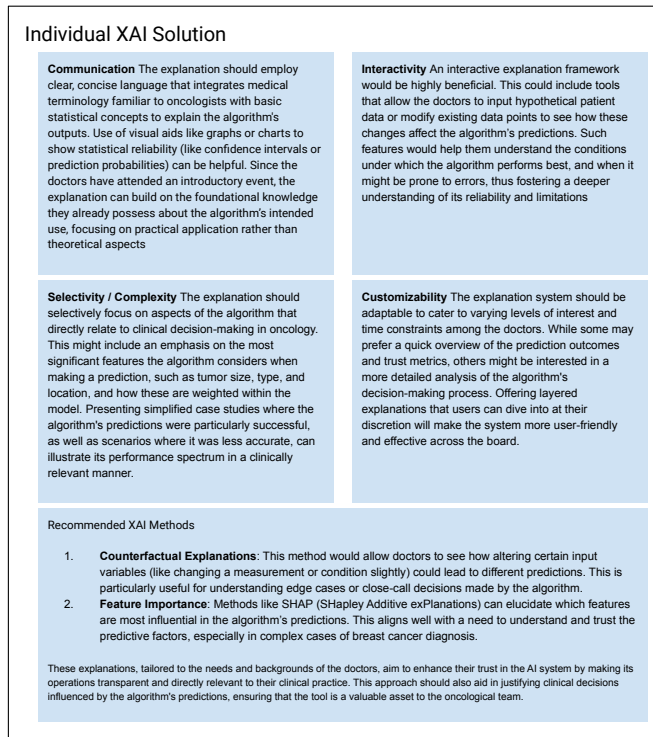 Individual XAI Solution
Communication The explanation should employ
clear, concise language that integrates medical
terminology familiar to oncologists with basic
statistical concepts to explain the algorithm's
outputs. Use of visual aids like graphs or charts to
show statistical reliability (like confidence intervals or
prediction probabilities) can be helpful. Since the
doctors have attended an introductory event, the
explanation can build on the foundational knowledge
they already possess about the algorithm's intended
use, focusing on practical application rather than
theoretical aspects
Interactivity An interactive explanation framework
would be highly beneficial. This could include tools
that allow the doctors to input hypothetical patient
data or modify existing data points to see how these
changes affect the algorithm's predictions. Such
features would help them understand the conditions
under which the algorithm performs best, and when it
might be prone to errors, thus fostering a deeper
understanding of its reliability and limitations
Selectivity / Complexity The explanation should
selectively focus on aspects of the algorithm that
directly relate to clinical decision-making in oncology.
This might include an emphasis on the most
significant features the algorithm considers when
making a prediction, such as tumor size, type, and
location, and how these are weighted within the
model. Presenting simplified case studies where the
algorithm's predictions were particularly successful,
as well as scenarios where it was less accurate, can
illustrate its performance spectrum in a clinically
relevant manner.
Customizability The explanation system should be
adaptable to cater to varying levels of interest and
time constraints among the doctors. While some may
prefer a quick overview of the prediction outcomes
and trust metrics, others might be interested in a
more detailed analysis of the algorithm's
decision-making process. Offering layered
explanations that users can dive into at their
discretion will make the system more user-friendly
and effective across the board.
Recommended XAI Methods
1. Counterfactual Explanations: This method would allow doctors to see how altering certain input
variables (like changing a measurement or condition slightly) could lead to different predictions. This is
particularly useful for understanding edge cases or close-call decisions made by the algorithm.
2. Feature Importance: Methods like SHAP (SHapley Additive exPlanations) can elucidate which features
are most influential in the algorithm's predictions. This aligns well with a need to understand and trust the
predictive factors, especially in complex cases of breast cancer diagnosis.
These explanations, tailored to the needs and backgrounds of the doctors, aim to enhance their trust in the AI system by making its
operations transparent and directly relevant to their clinical practice. This approach should also aid in justifying clinical decisions
influenced by the algorithm's predictions, ensuring that the tool is a valuable asset to the oncological team.